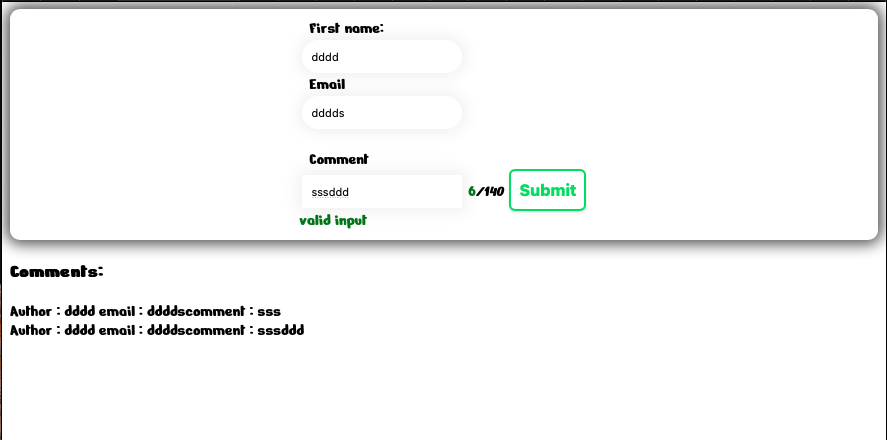 First name:
dddd
Email
dddds
Comment
sssddd 6/140 Submit
valid input
Comments:
Author : dddd email : ddddscomment : sss
Author : dddd email : ddddscomment : sssddd